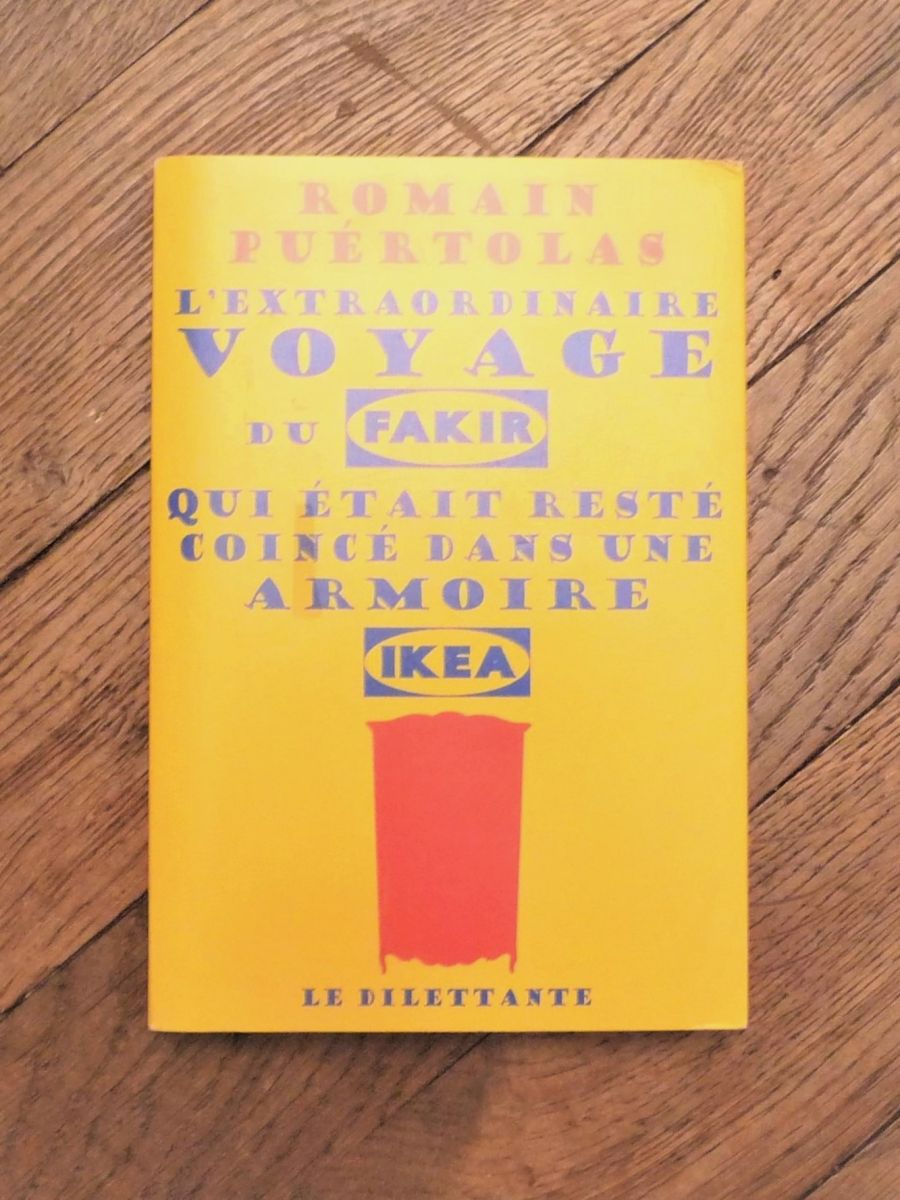 ROMAIN
PUÉRTOLAS
L'EXTRAORDINAIRE
VOYAGE
DU FAKIR
QUI ÉTAIT RESTÉ
COINCÉ DANS UNE
ARMOIRE
IKEA
LE DILETTANTE